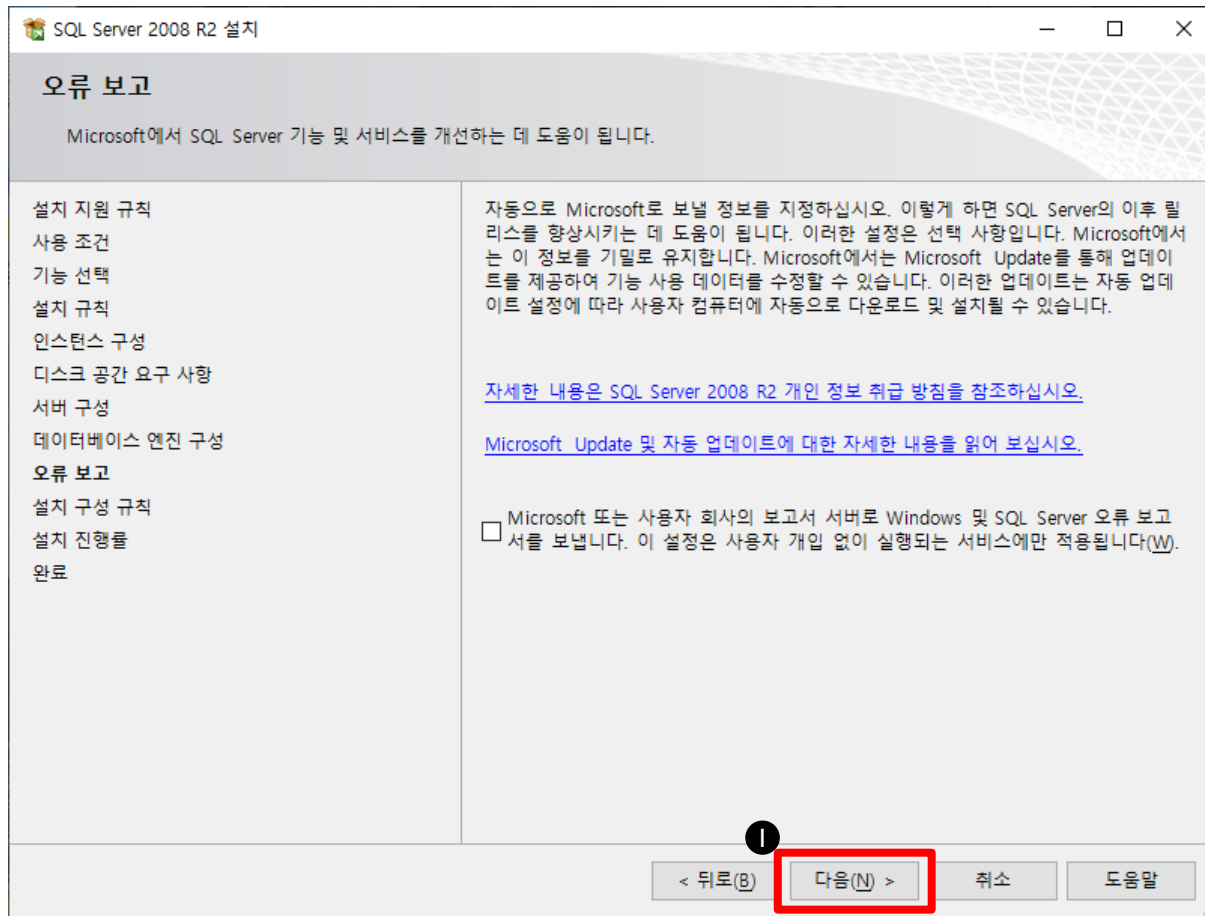 SQL Server 2008 R2 설치
오류 보고
Microsoft에서 SQL Server 기능 및 서비스를 개선하는 데 도움이 됩니다.
설치 지원 규칙
사용 조건
기능 선택
설치 규칙
인스턴스 구성
디스크 공간 요구 사항
서버 구성
데이터베이스 엔진 구성
오류 보고
설치 구성 규칙
설치 진행률
완료
자동으로 Microsoft로 보낼 정보를 지정하십시오. 이렇게 하면 SQL Server의 이후 릴
리스를 향상시키는 데 도움이 됩니다. 이러한 설정은 선택 사항입니다. Microsoft에서
는 이 정보를 기밀로 유지합니다. Microsoft에서는 Microsoft Update를 통해 업데이
트를 제공하여 기능 사용 데이터를 수정할 수 있습니다. 이러한 업데이트는 자동 업데
이트 설정에 따라 사용자 컴퓨터에 자동으로 다운로드 및 설치될 수 있습니다.
자세한 내용은 SQL Server 2008 R2 개인 정보 취급 방침을 참조하십시오.
Microsoft Update 및 자동 업데이트에 대한 자세한 내용을 읽어 보십시오.
Microsoft 또는 사용자 회사의 보고서 서버로 Windows 및 SQL Server 오류 보고
서를 보냅니다. 이 설정은 사용자 개입 없이 실행되는 서비스에만 적용됩니다(W).
1
< 뒤로(B) 다음(N) > 취소 도움말